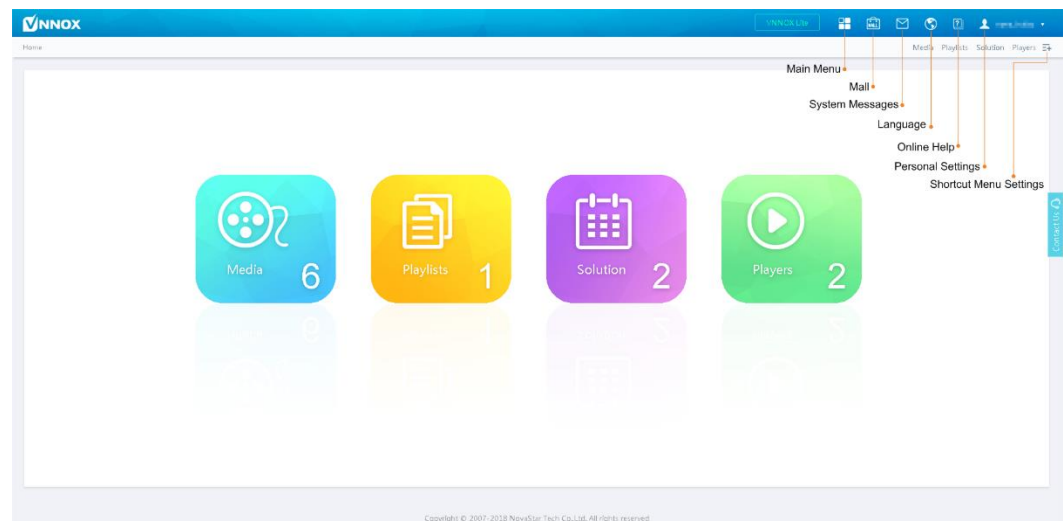 VNNOX
VNNOX Lite
Home
Media Playlists Solution Players
Main Menu
Mall
System Messages
Language
Online Help
Personal Settings
Shortcut Menu Settings
Contact Us
Media 6
Playlists 1
Solution 2
Players 2
Copyright © 2007-2018 NovaStar Tech Co.,Ltd. All rights reserved